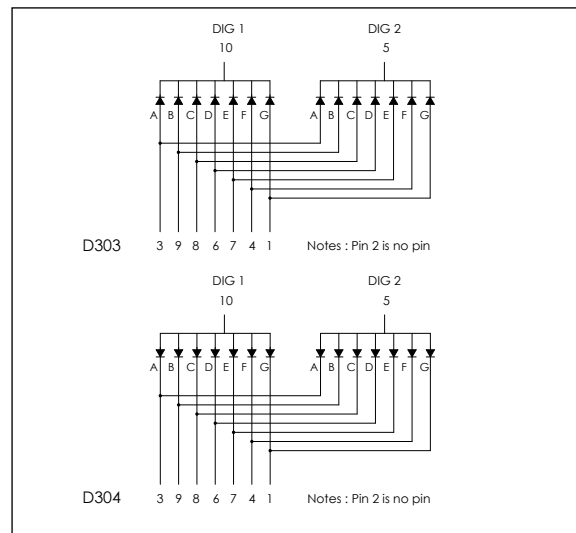 DIG 1 DIG 2
10 5
A B C D E F G A B C D E F G
D303 3 9 8 6 7 4 1 Notes : Pin 2 is no pin
DIG 1 DIG 2
10 5
A B C D E F G A B C D E F G
D304 3 9 8 6 7 4 1 Notes : Pin 2 is no pin